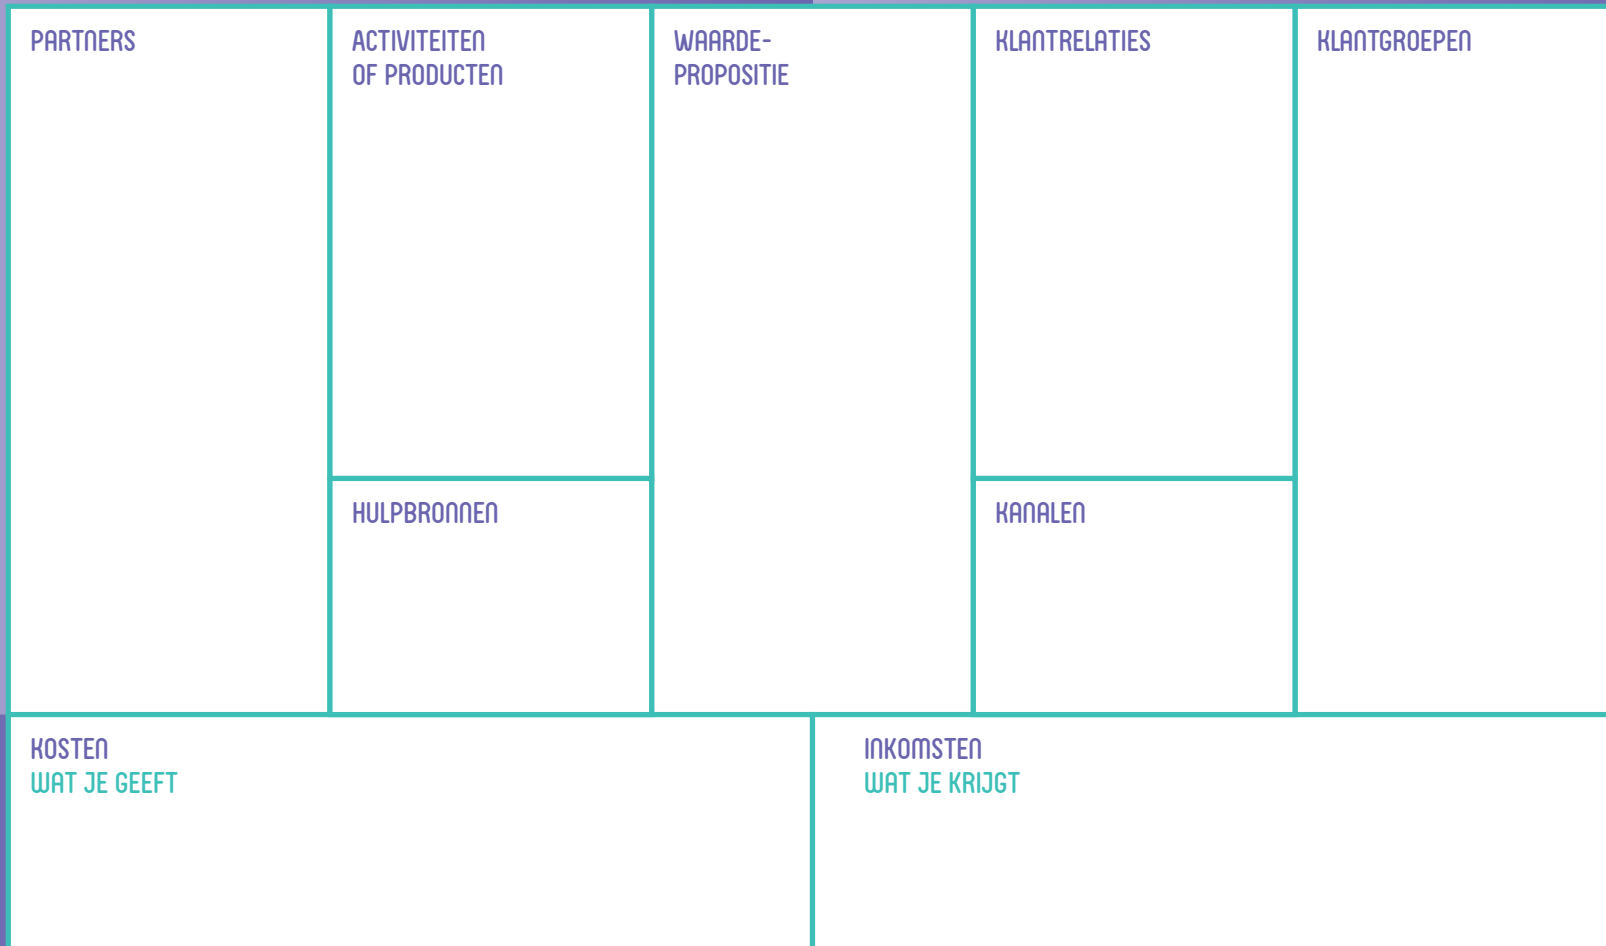 PARTNERS
ACTIVITEITEN
OF PRODUCTEN
HULPBRONNEN
WAARDE-
PROPOSITIE
KLANTRELATIES
KANALEN
KLANTGROEPEN
KOSTEN
WAT JE GEEFT
INKOMSTEN
WAT JE KRIJGT